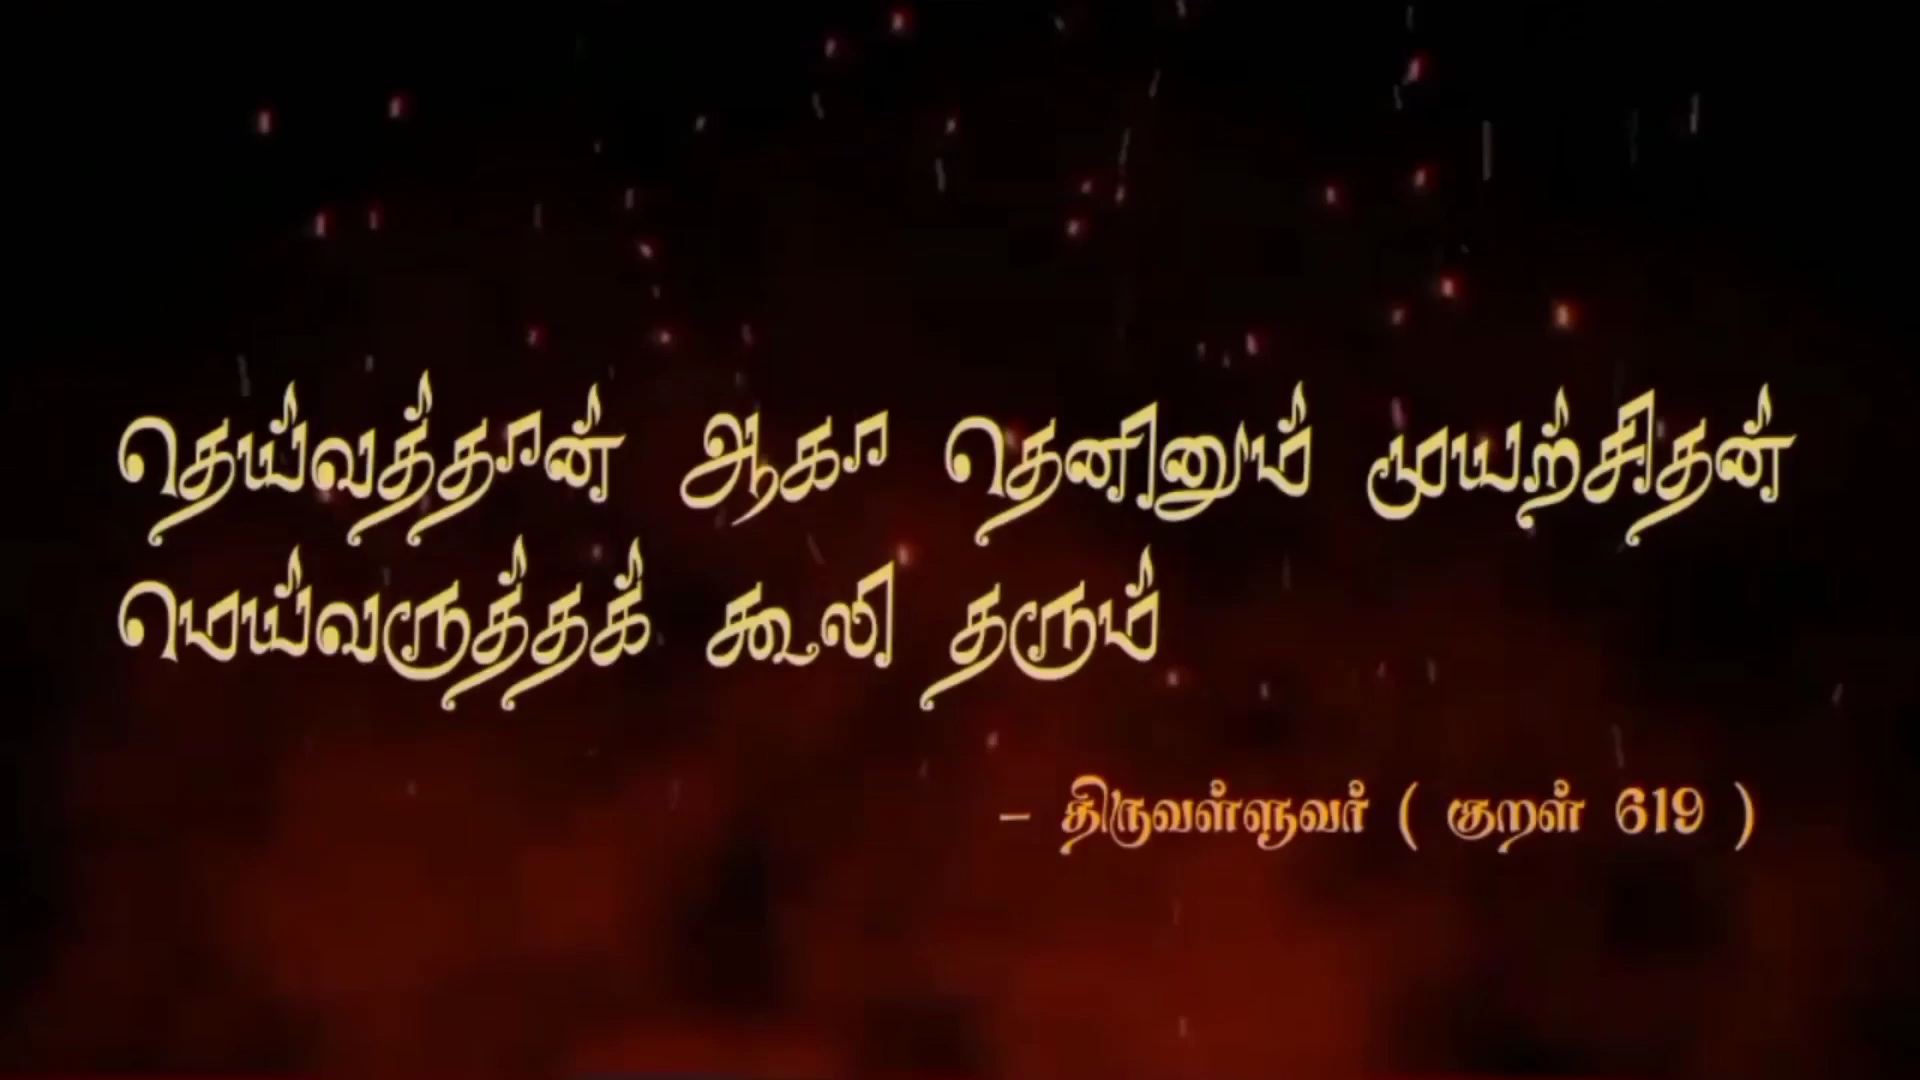 தெய்வத்தான் ஆகா தெனினும் முயற்சிதன்
மெய்வருத்தக் கூலி தரும்
– திருவள்ளுவர் ( குறள் 619 )